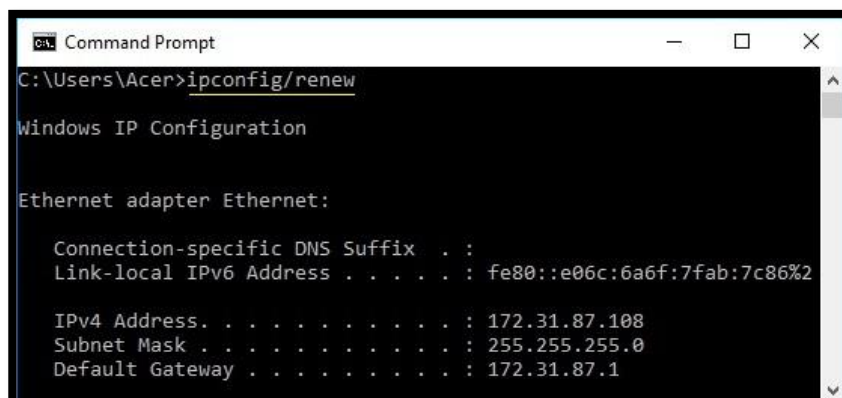 Command Prompt
C:\Users\Acer>ipconfig/renew
Windows IP Configuration
Ethernet adapter Ethernet:
Connection-specific DNS Suffix  . :
Link-local IPv6 Address . . . . . : fe80::e06c:6a6f:7fab:7c86%2
IPv4 Address. . . . . . . . . . . : 172.31.87.108
Subnet Mask . . . . . . . . . . . : 255.255.255.0
Default Gateway . . . . . . . . . : 172.31.87.1